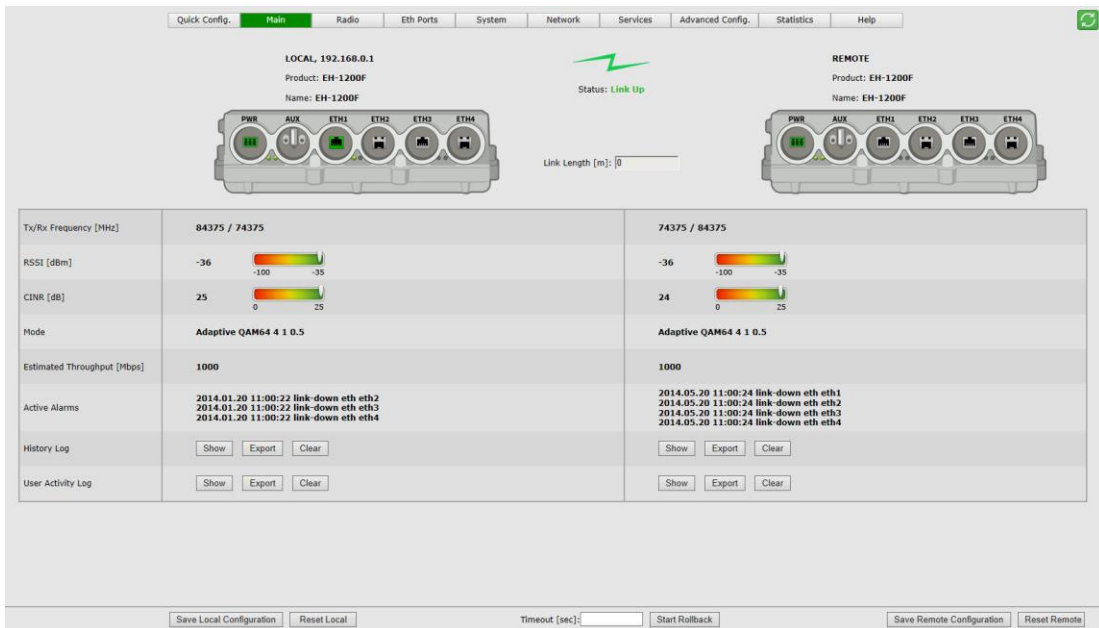 Quick Config. Main Radio Eth Ports System Network Services Advanced Config. Statistics Help
LOCAL, 192.168.0.1
Product: EH-1200F
Name: EH-1200F
PWR AUX ETH1 ETH2 ETH3 ETH4
Status: Link Up
Link Length [m]: 0
REMOTE
Product: EH-1200F
Name: EH-1200F
PWR AUX ETH1 ETH2 ETH3 ETH4
Tx/Rx Frequency [MHz] 84375 / 74375 74375 / 84375
RSSI [dBm] -36 -36
-100 -35 -100 -35
CINR [dB] 25 24
0 25 0 25
Mode Adaptive QAM64 4 1 0.5 Adaptive QAM64 4 1 0.5
Estimated Throughput [Mbps] 1000 1000
Active Alarms
2014.01.20 11:00:22 link-down eth eth2
2014.01.20 11:00:22 link-down eth eth3
2014.01.20 11:00:22 link-down eth eth4
2014.05.20 11:00:24 link-down eth eth1
2014.05.20 11:00:24 link-down eth eth2
2014.05.20 11:00:24 link-down eth eth3
2014.05.20 11:00:24 link-down eth eth4
History Log Show Export Clear Show Export Clear
User Activity Log Show Export Clear Show Export Clear
Save Local Configuration Reset Local Timeout [sec]: Start Rollback Save Remote Configuration Reset Remote